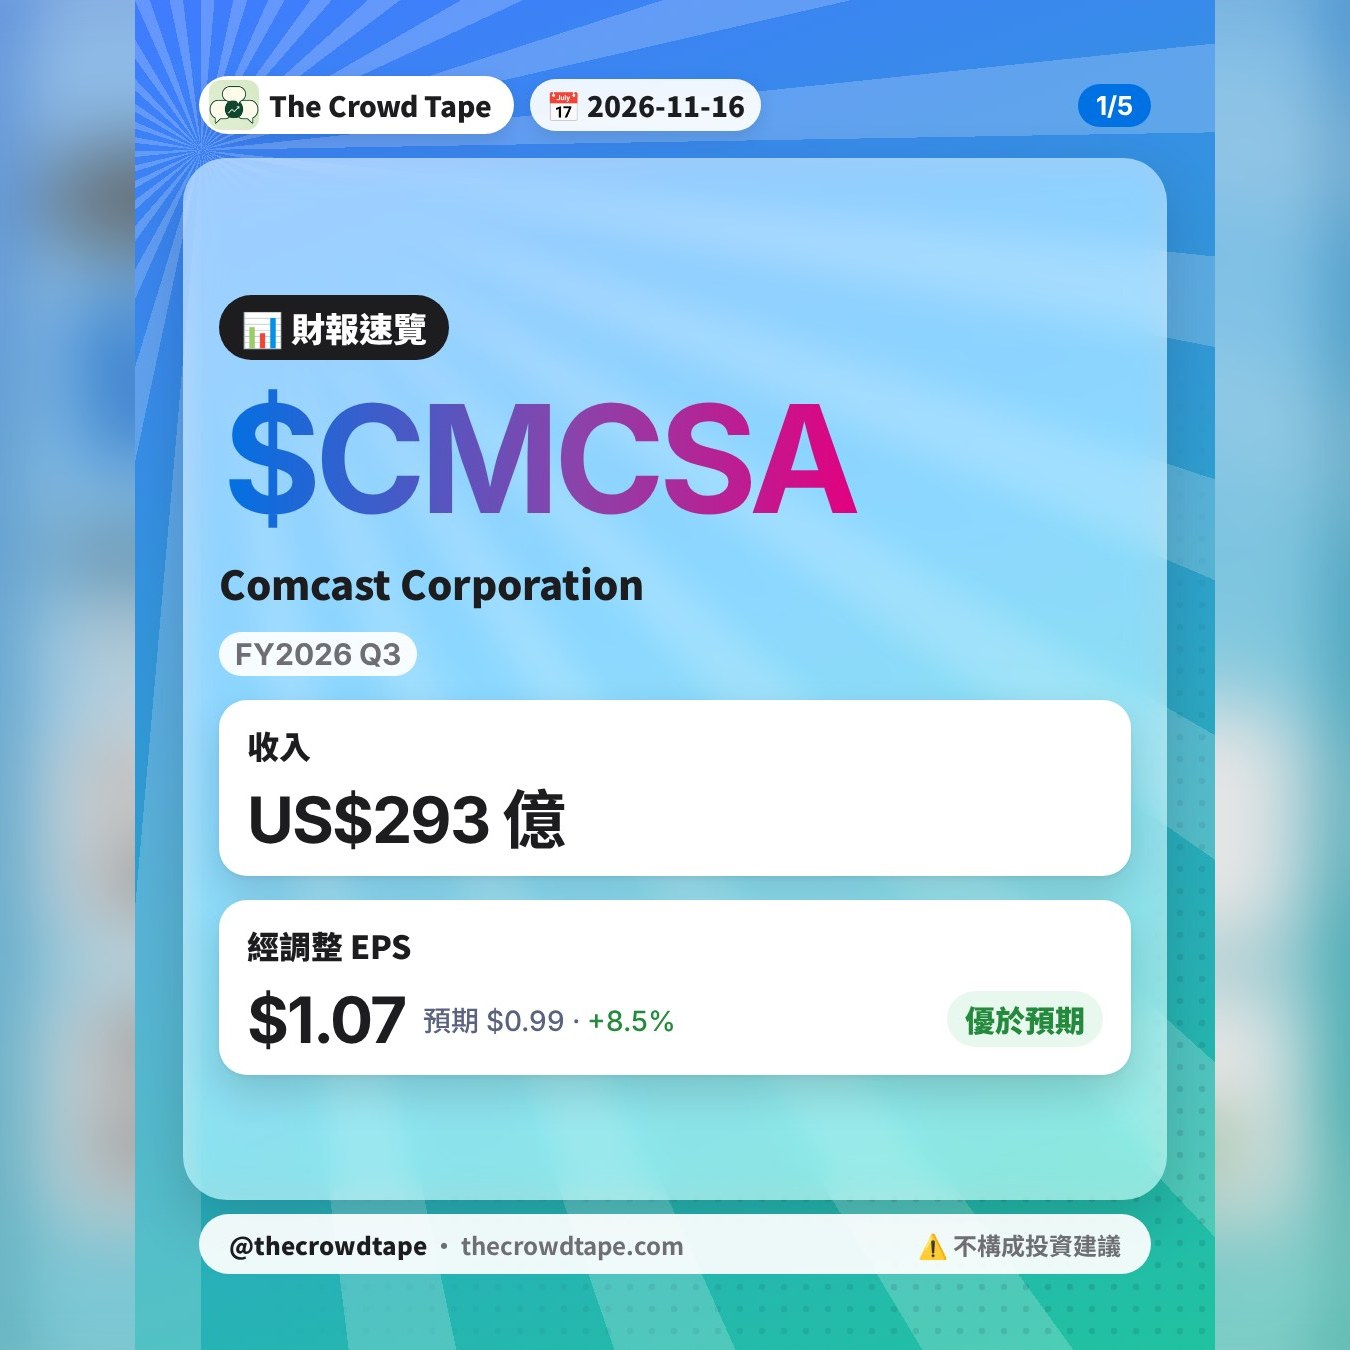 The Crowd Tape
2026-11-16
1/5
財報速覽
$CMCSA
Comcast Corporation
FY2026 Q3
收入
US$293 億
經調整 EPS
$1.07 預期 $0.99 · +8.5%
優於預期
@thecrowdtape • thecrowdtape.com
不構成投資建議